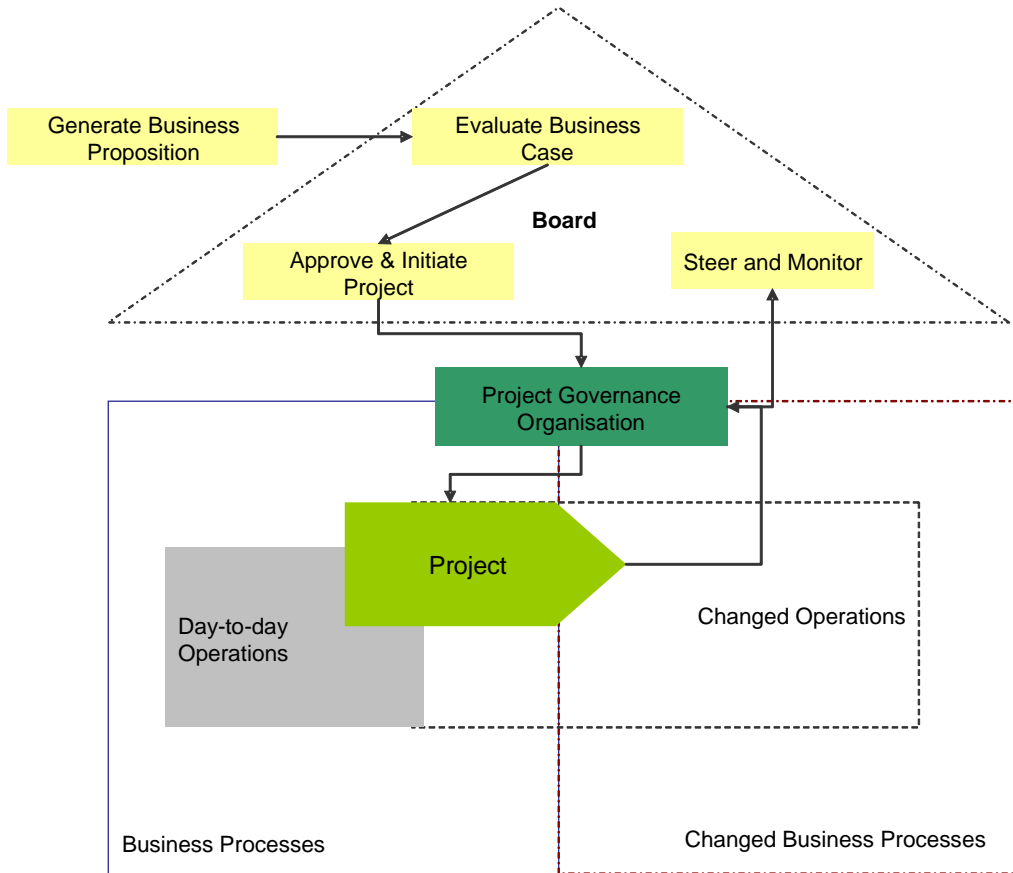 Generate Business
Proposition
Evaluate Business
Case
Board
Approve & Initiate
Project
Steer and Monitor
Project Governance
Organisation
Project
Day-to-day
Operations
Changed Operations
Business Processes
Changed Business Processes